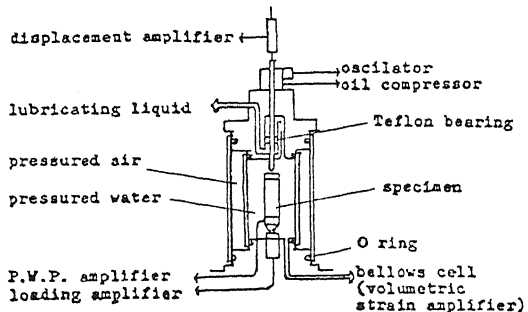 displacement amplifier
oscilator
oil compressor
lubricating liquid
Teflon bearing
pressured air
pressured water
specimen
O ring
P.W.P. amplifier
loading amplifier
bellows cell
(volumetric
strain amplifier)